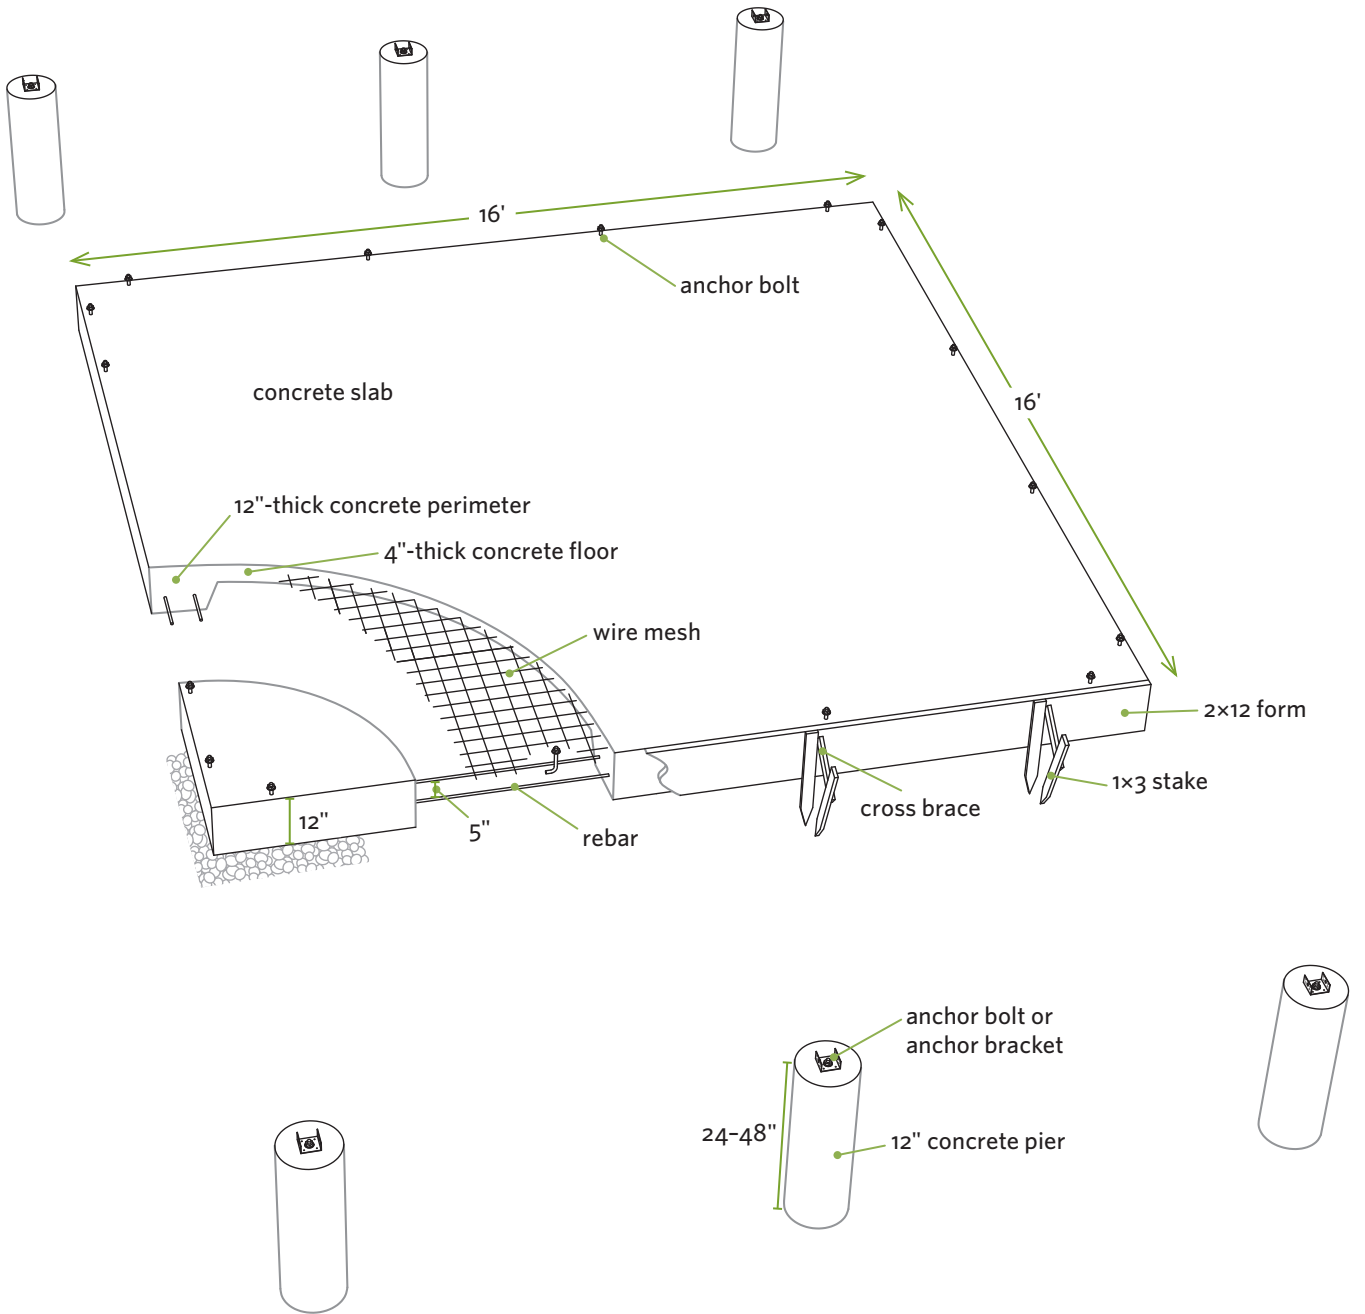 16'
anchor bolt
concrete slab
16'
12"-thick concrete perimeter
4"-thick concrete floor
wire mesh
2×12 form
1×3 stake
cross brace
12"
5"
rebar
anchor bolt or
anchor bracket
24–48"
12" concrete pier